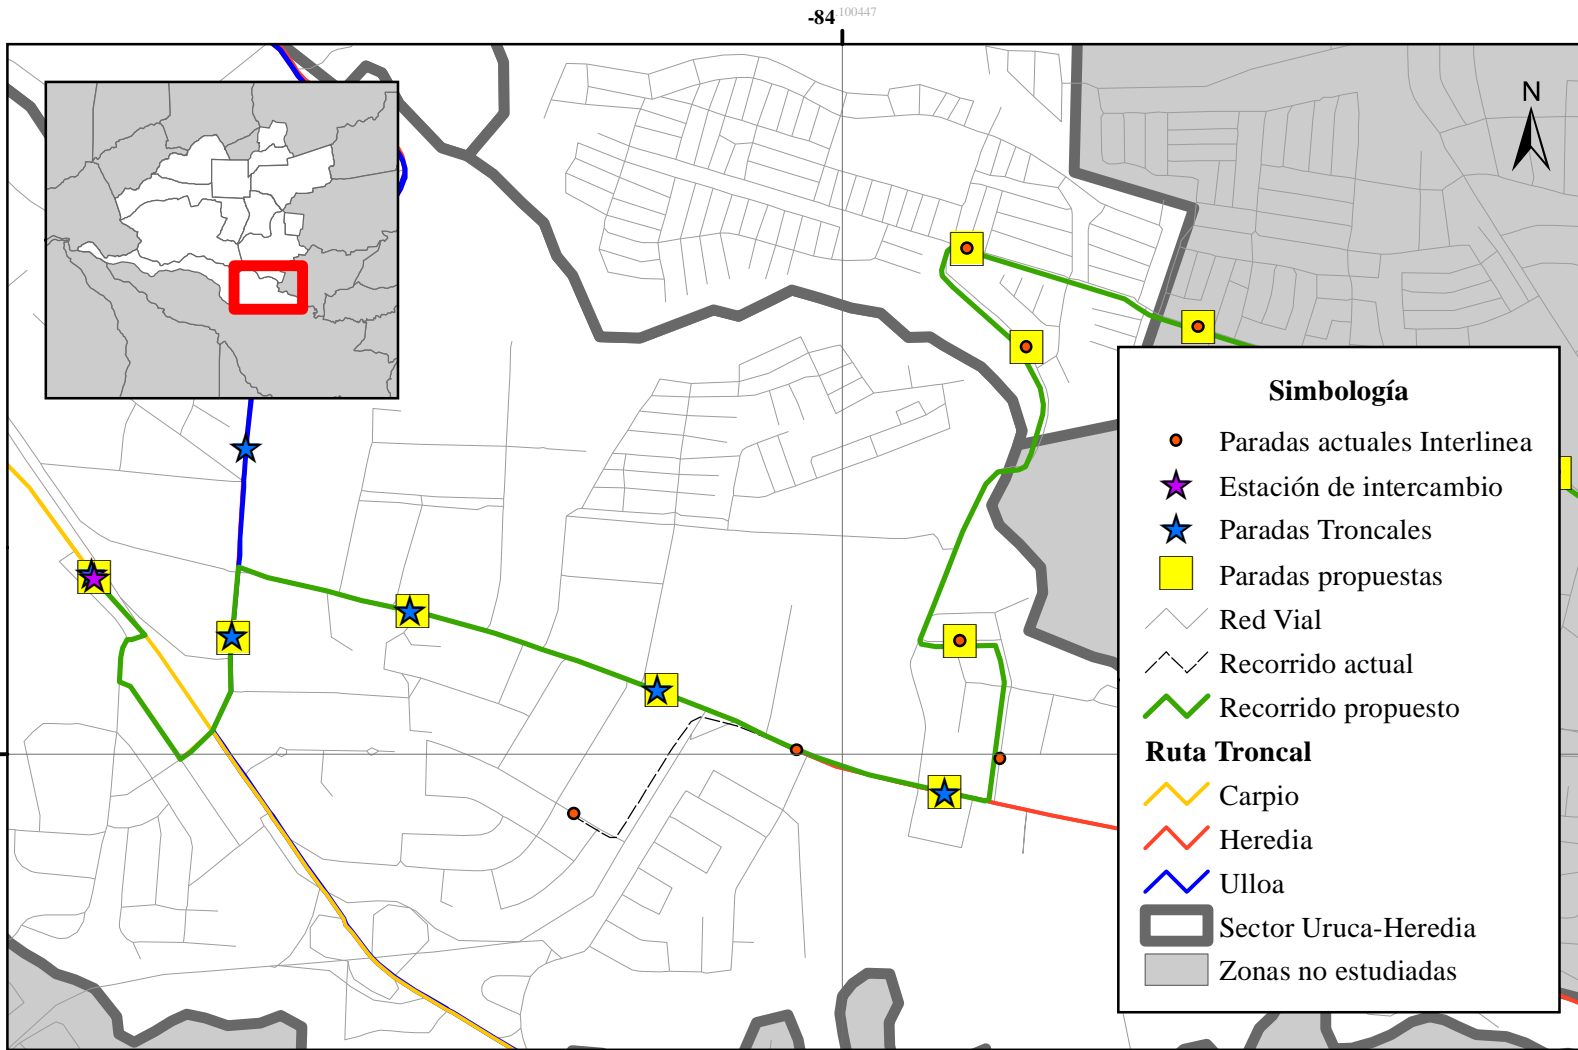 -84.100447
N
Simbología
Paradas actuales Interlinea
Estación de intercambio
Paradas Troncales
Paradas propuestas
Red Vial
Recorrido actual
Recorrido propuesto
Ruta Troncal
Carpio
Heredia
Ulloa
Sector Uruca-Heredia
Zonas no estudiadas